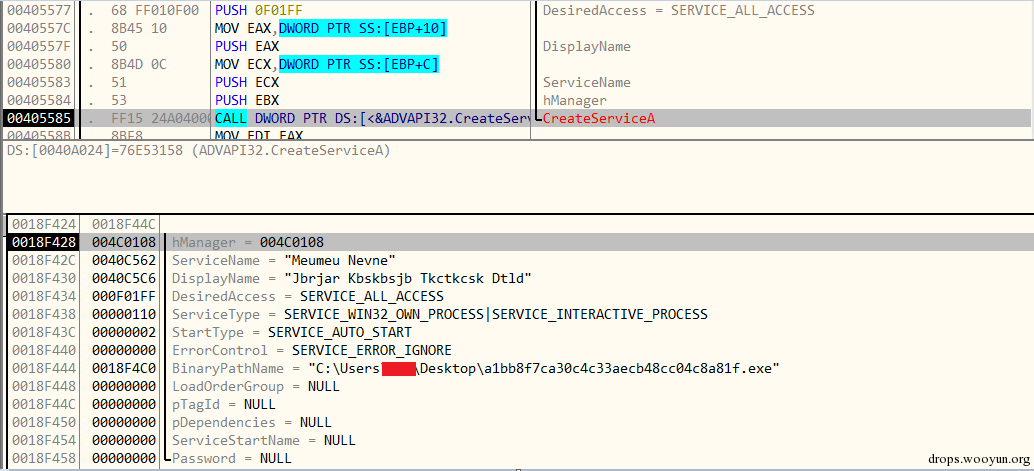 00405577 . 68 FF010F00 PUSH 0F01FF DesiredAccess = SERVICE_ALL_ACCESS
0040557C . 8B45 10 MOV EAX,DWORD PTR SS:[EBP+10]
0040557F . 50 PUSH EAX DisplayName
00405580 . 8B4D 0C MOV ECX,DWORD PTR SS:[EBP+C]
00405583 . 51 PUSH ECX ServiceName
00405584 . 53 PUSH EBX hManager
00405585 . FF15 24A04000 CALL DWORD PTR DS:[<&ADVAPI32.CreateServ CreateServiceA
0040558B . 8BF8 MOV EDI,EAX
DS:[0040A024]=76E53158 (ADVAPI32.CreateServiceA)
0018F424 0018F44C
0018F428 004C0108 hManager = 004C0108
0018F42C 0040C562 ServiceName = "Meumeu Nevne"
0018F430 0040C5C6 DisplayName = "Jbrjar Kbskbsjb Tkctkcsk Dtld"
0018F434 000F01FF DesiredAccess = SERVICE_ALL_ACCESS
0018F438 00000110 ServiceType = SERVICE_WIN32_OWN_PROCESS|SERVICE_INTERACTIVE_PROCESS
0018F43C 00000002 StartType = SERVICE_AUTO_START
0018F440 00000000 ErrorControl = SERVICE_ERROR_IGNORE
0018F444 0018F4C0 BinaryPathName = "C:\Users\Desktop\a1bb8f7ca30c4c33aecb48cc04c8a81f.exe"
0018F448 00000000 LoadOrderGroup = NULL
0018F44C 00000000 pTagId = NULL
0018F450 00000000 pDependencies = NULL
0018F454 00000000 ServiceStartName = NULL
0018F458 00000000 Password = NULL
drops.wooyun.org